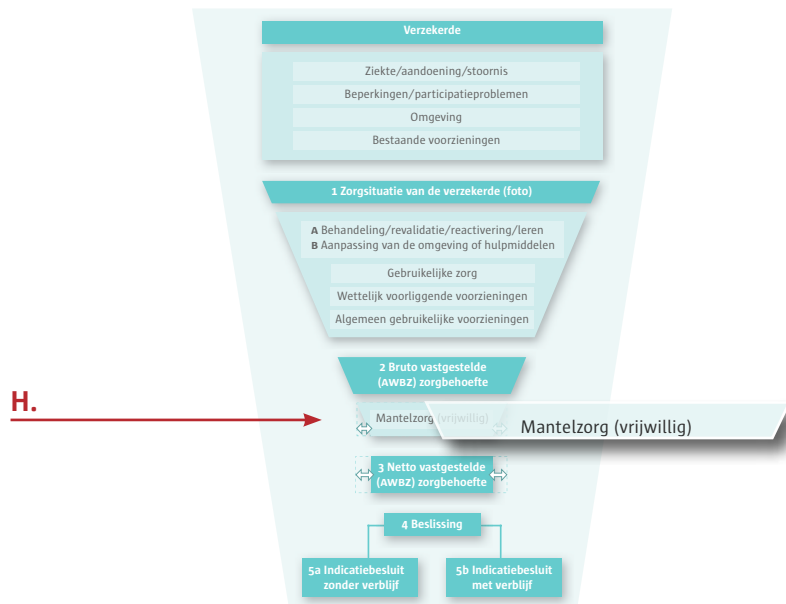 Verzekerde
Ziekte/aandoening/stoornis
Beperkingen/participatieproblemen
Omgeving
Bestaande voorzieningen
1 Zorgsituatie van de verzekerde (foto)
A Behandeling/revalidatie/reactivering/leren
B Aanpassing van de omgeving of hulpmiddelen
Gebruikelijke zorg
Wettelijk voorliggende voorzieningen
Algemeen gebruikelijke voorzieningen
2 Bruto vastgestelde
(AWBZ) zorgbehoefte
H.
Mantelzorg (vrijwillig)
Mantelzorg (vrijwillig)
3 Netto vastgestelde
(AWBZ) zorgbehoefte
4 Beslissing
5a Indicatiebesluit
zonder verblijf
5b Indicatiebesluit
met verblijf